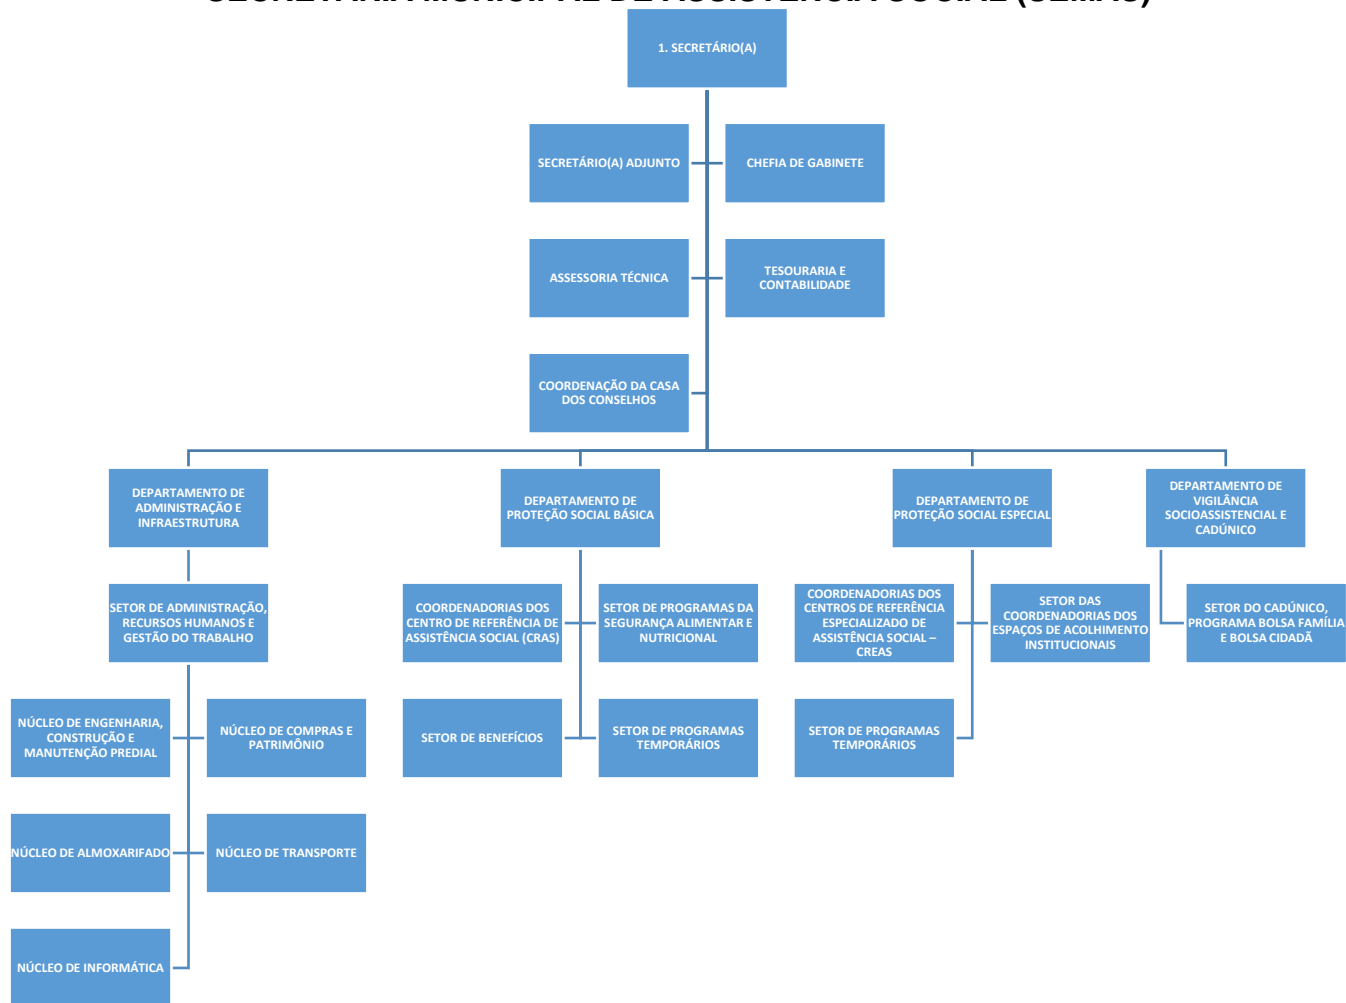 SECRETARIA MUNICIPAL DE ASSISTÊNCIA SOCIAL (SEMAS)
1. SECRETÁRIO(A)
SECRETÁRIO(A) ADJUNTO
CHEFIA DE GABINETE
ASSESSORIA TÉCNICA
TESOURARIA E
CONTABILIDADE
COORDENAÇÃO DA CASA
DOS CONSELHOS
DEPARTAMENTO DE
ADMINISTRAÇÃO E
INFRAESTRUTURA
DEPARTAMENTO DE
PROTEÇÃO SOCIAL BÁSICA
DEPARTAMENTO DE
PROTEÇÃO SOCIAL ESPECIAL
DEPARTAMENTO DE
VIGILÂNCIA
SOCIOASSISTENCIAL E
CADÚNICO
SETOR DE ADMINISTRAÇÃO,
RECURSOS HUMANOS E
GESTÃO DO TRABALHO
COORDENADORIAS DOS
CENTRO DE REFERÊNCIA DE
ASSISTÊNCIA SOCIAL (CRAS)
SETOR DE PROGRAMAS DA
SEGURANÇA ALIMENTAR E
NUTRICIONAL
COORDENADORIAS DOS
CENTROS DE REFERÊNCIA
ESPECIALIZADO DE
ASSISTÊNCIA SOCIAL –
CREAS
SETOR DAS
COORDENADORIAS DOS
ESPAÇOS DE ACOLHIMENTO
INSTITUCIONAIS
SETOR DO CADÚNICO,
PROGRAMA BOLSA FAMÍLIA
E BOLSA CIDADÃ
NÚCLEO DE ENGENHARIA,
CONSTRUÇÃO E
MANUTENÇÃO PREDIAL
NÚCLEO DE COMPRAS E
PATRIMÔNIO
SETOR DE BENEFÍCIOS
SETOR DE PROGRAMAS
TEMPORÁRIOS
SETOR DE PROGRAMAS
TEMPORÁRIOS
NÚCLEO DE ALMOXARIFADO
NÚCLEO DE TRANSPORTE
NÚCLEO DE INFORMÁTICA